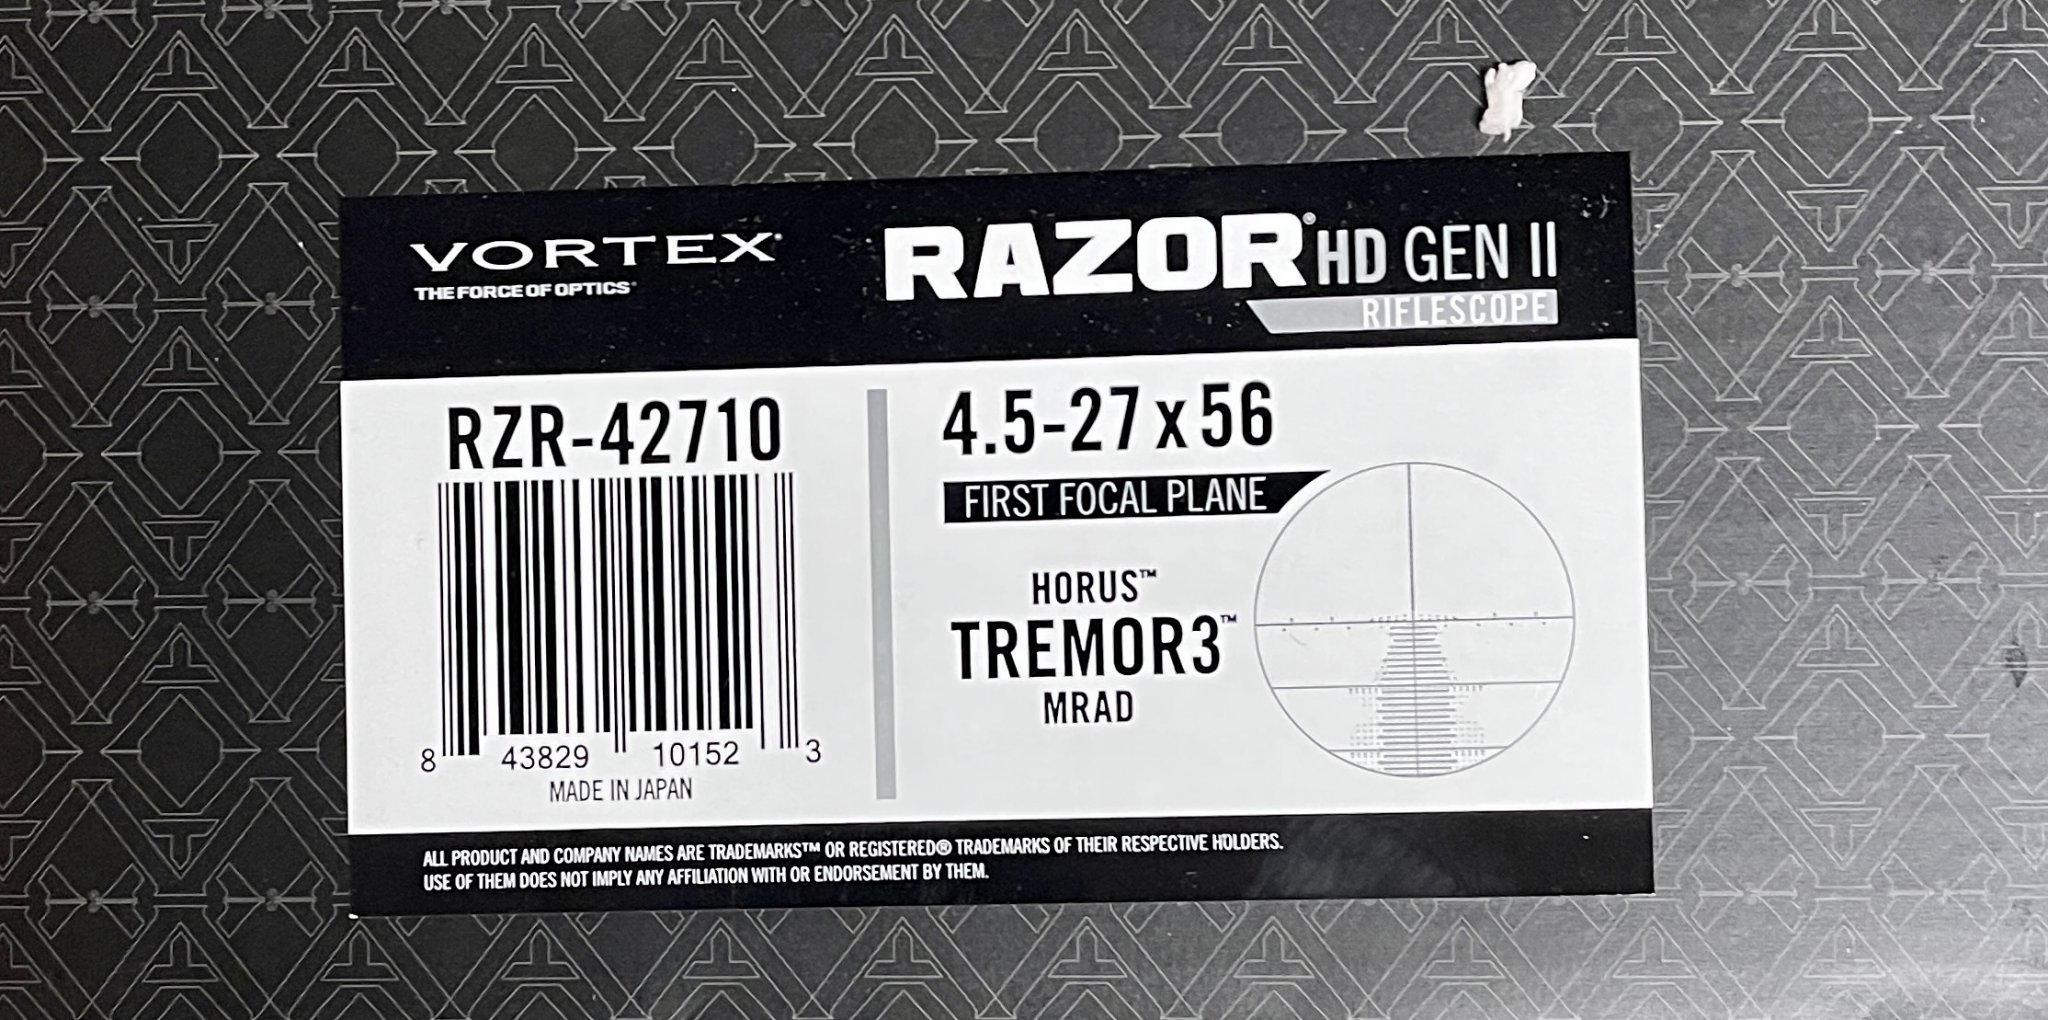 VORTEX®
THE FORCE OF OPTICS®
RAZOR® HD GEN II
RIFLESCOPE
RZR-42710
8 43829 10152 3
MADE IN JAPAN
4.5-27 x 56
FIRST FOCAL PLANE
HORUS™
TREMOR3™
MRAD
ALL PRODUCT AND COMPANY NAMES ARE TRADEMARKS™ OR REGISTERED® TRADEMARKS OF THEIR RESPECTIVE HOLDERS.
USE OF THEM DOES NOT IMPLY ANY AFFILIATION WITH OR ENDORSEMENT BY THEM.